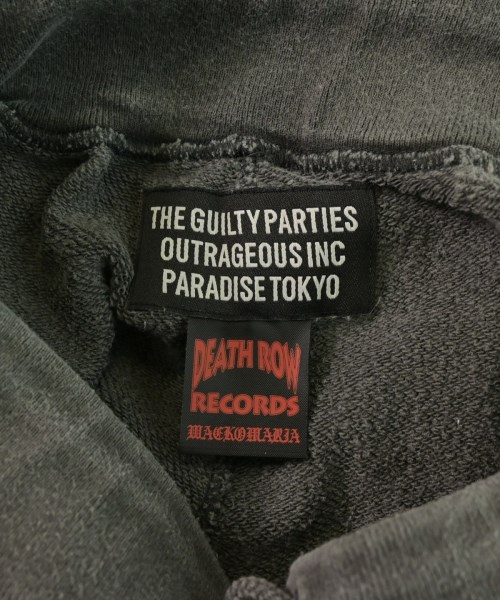 THE GUILTY PARTIES
OUTRAGEOUS INC
PARADISE TOKYO
DEATH ROW
RECORDS
WACKOMARIA